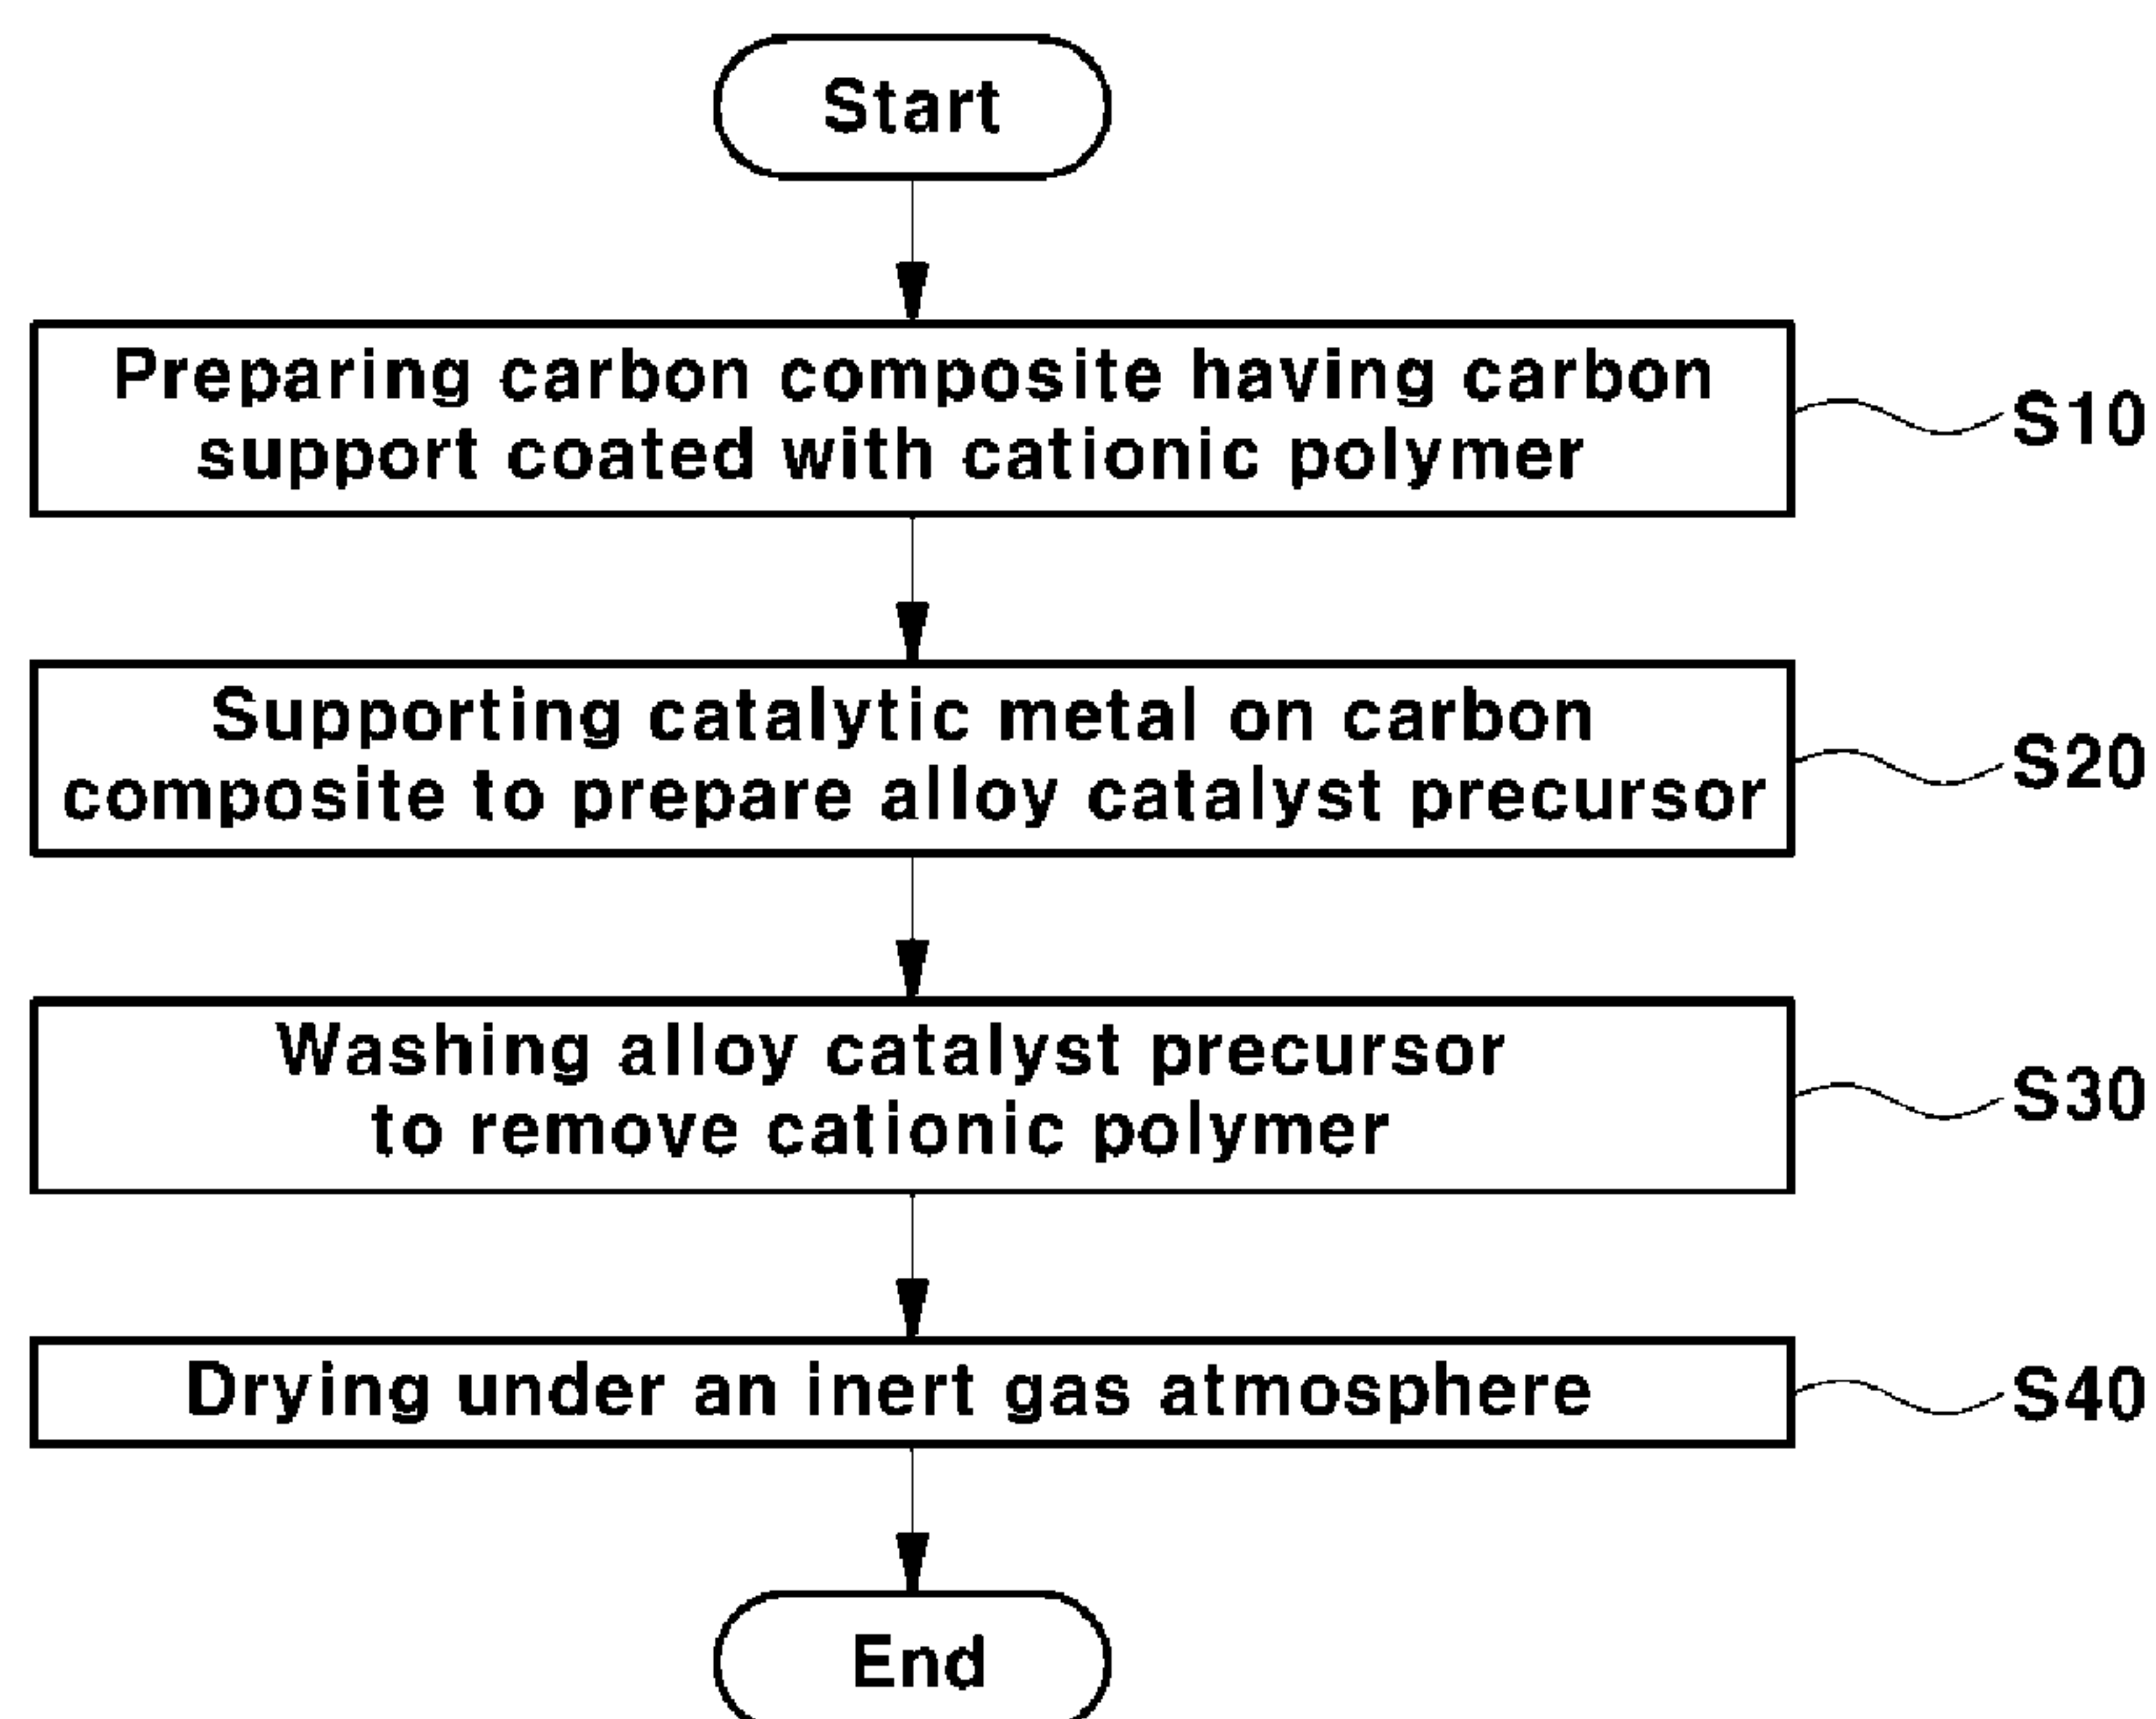 Start
Preparing carbon composite having carbon
support coated with cationic polymer
S10
Supporting catalytic metal on carbon
composite to prepare alloy catalyst precursor
S20
Washing alloy catalyst precursor
to remove cationic polymer
S30
Drying under an inert gas atmosphere
S40
End